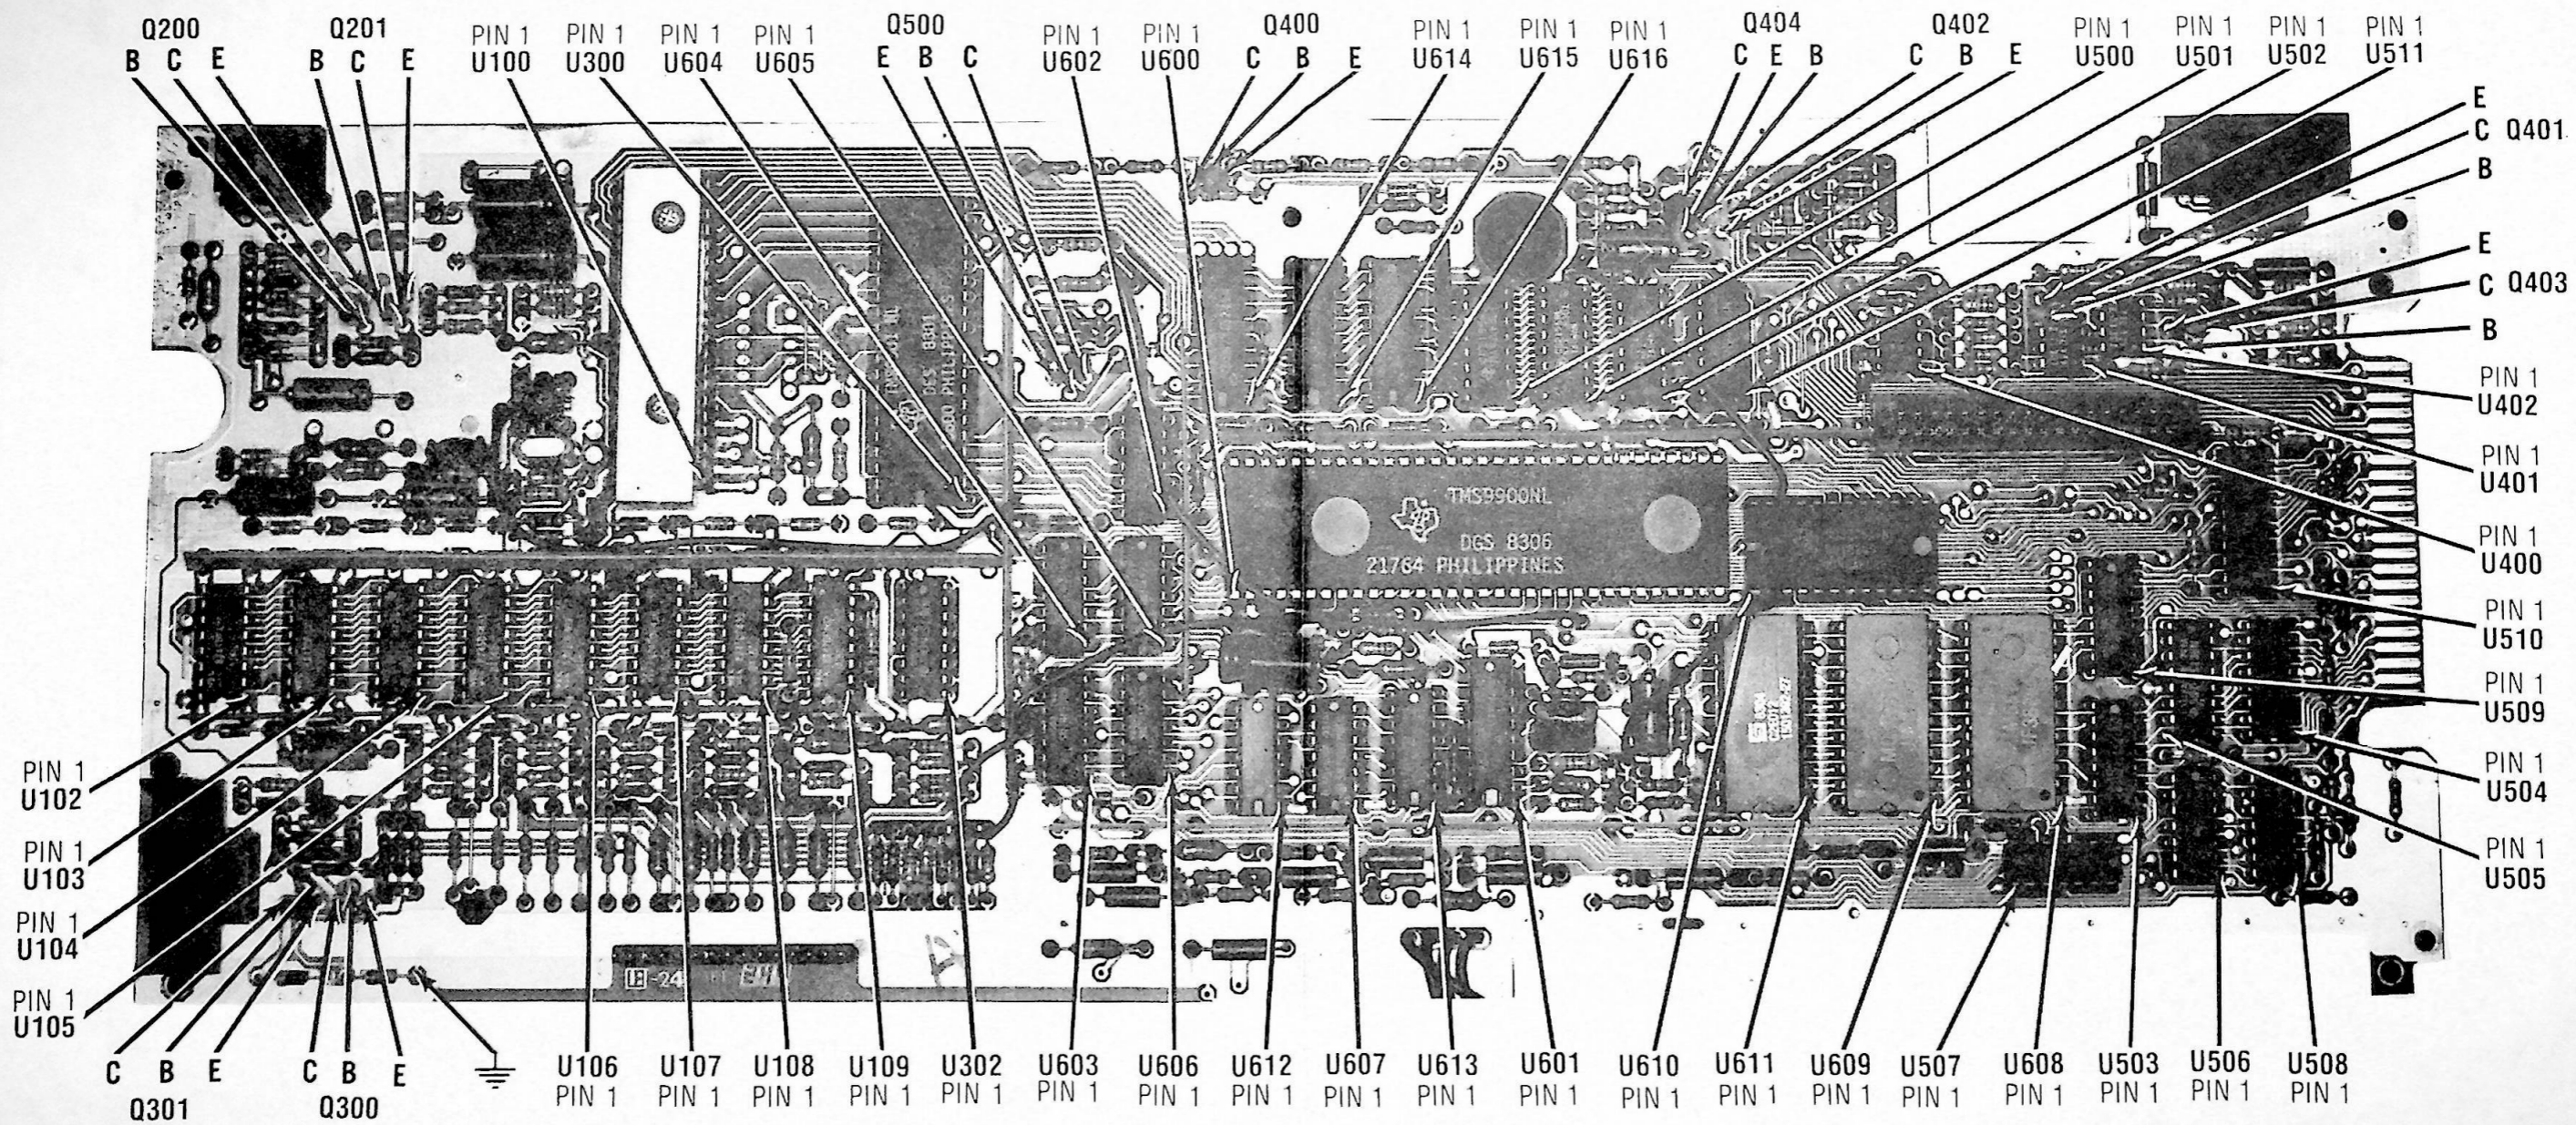 Q200
B C E
Q201
B C E
PIN 1
U100
PIN 1
U300
PIN 1
U604
PIN 1
U605
Q500
E B C
PIN 1
U602
PIN 1
U600
Q400
C B E
PIN 1
U614
PIN 1
U615
PIN 1
U616
Q404
C E B
Q402
C B E
PIN 1
U500
PIN 1
U501
PIN 1
U502
PIN 1
U511
E
C Q401
B
E
C Q403
B
PIN 1
U402
PIN 1
U401
PIN 1
U400
PIN 1
U510
PIN 1
U509
PIN 1
U504
PIN 1
U505
TMS9900NL
DGS 8306
21764 PHILIPPINES
PIN 1
U102
PIN 1
U103
PIN 1
U104
PIN 1
U105
C B E
Q301
C B E
Q300
U106
PIN 1
U107
PIN 1
U108
PIN 1
U109
PIN 1
U302
PIN 1
U603
PIN 1
U606
PIN 1
U612
PIN 1
U607
PIN 1
U613
PIN 1
U601
PIN 1
U610
PIN 1
U611
PIN 1
U609
PIN 1
U507
PIN 1
U608
PIN 1
U503
PIN 1
U506
PIN 1
U508
PIN 1